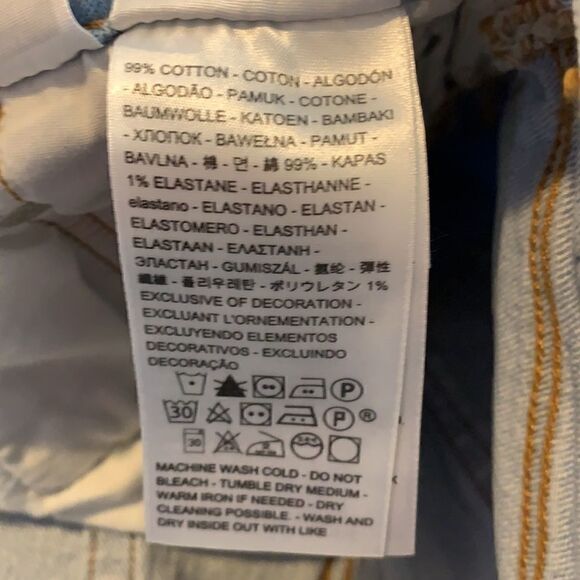 99% COTTON - COTON - ALGODÓN
- ALGODÃO - PAMUK - COTONE -
BAUMWOLLE - KATOEN - BAMBAKI
- ХЛОПОК - BAWEŁNA - PAMUT -
BAVLNA - 棉 - 면 - 綿 99% - KAPAS
1% ELASTANE - ELASTHANNE -
elastano - ELASTANO - ELASTAN -
ELASTOMERO - ELASTHAN -
ELASTAAN - ΕΛΑΣΤΑΝΗ -
ЭЛАСТАН - GUMISZÁL - 氨纶 - 彈性
纖維 - 폴리우레탄 - ポリウレタン 1%
EXCLUSIVE OF DECORATION -
EXCLUANT L'ORNEMENTATION -
EXCLUYENDO ELEMENTOS
DECORATIVOS - EXCLUINDO
DECORAÇÃO
P
30 P ®
30
MACHINE WASH COLD - DO NOT
BLEACH - TUMBLE DRY MEDIUM -
WARM IRON IF NEEDED - DRY
CLEANING POSSIBLE. - WASH AND
DRY INSIDE OUT WITH LIKE